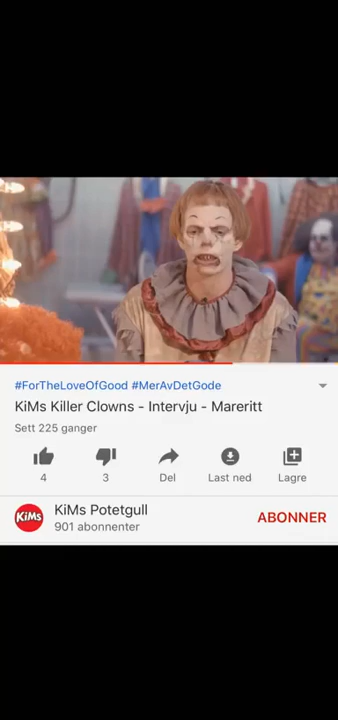 #ForTheLoveOfGood #MerAvDetGode
KiMs Killer Clowns - Intervju - Mareritt
Sett 225 ganger
4
3
Del
Last ned
Lagre
KiMs
KiMs Potetgull
901 abonnenter
ABONNER